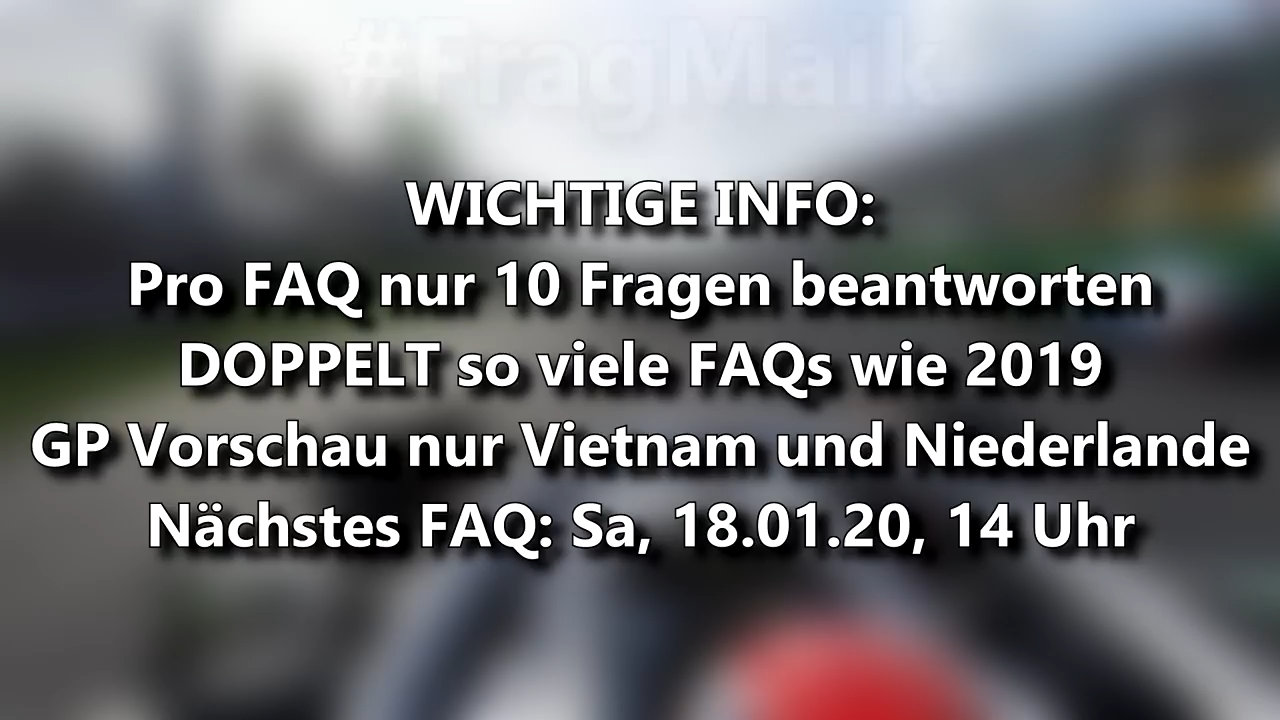 #FragMaik
WICHTIGE INFO:
Pro FAQ nur 10 Fragen beantworten
DOPPELT so viele FAQs wie 2019
GP Vorschau nur Vietnam und Niederlande
Nächstes FAQ: Sa, 18.01.20, 14 Uhr